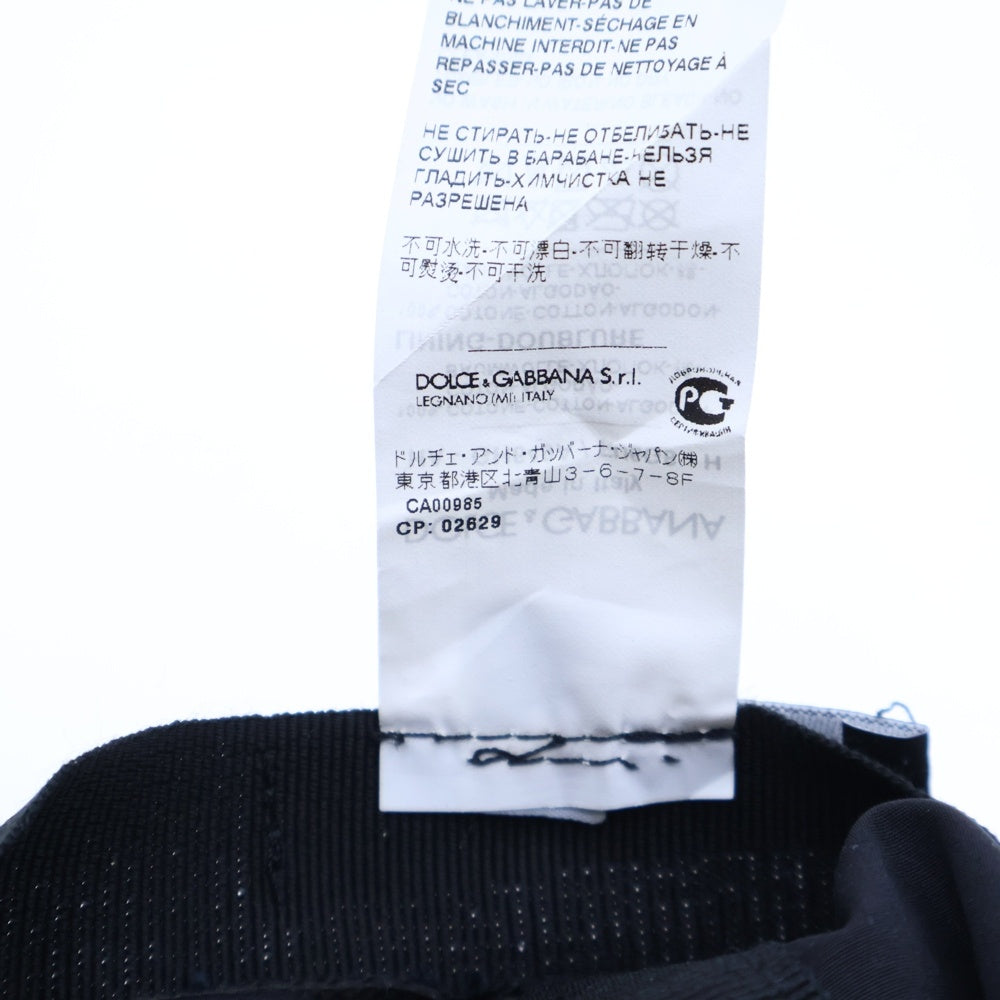 NE PAS LAVER-PAS DE
BLANCHIMENT-SÉCHAGE EN
MACHINE INTERDIT-NE PAS
REPASSER-PAS DE NETTOYAGE À
SEC
НЕ СТИРАТЬ-НЕ ОТБЕЛИВАТЬ-НЕ
СУШИТЬ В БАРАБАНЕ-НЕЛЬЗЯ
ГЛАДИТЬ-ХИМЧИСТКА НЕ
РАЗРЕШЕНА
不可水洗-不可漂白-不可翻转干燥-不
可熨烫-不可干洗
DOLCE & GABBANA S.r.l.
LEGNANO (MI) ITALY
ДОБРОВОЛЬНАЯ
РСТ
СЕРТИФИКАЦИЯ
ドルチェ・アンド・ガッバーナ・ジャパン㈱
東京都港区北青山3-6-7-8F
CA00985
CP: 02629